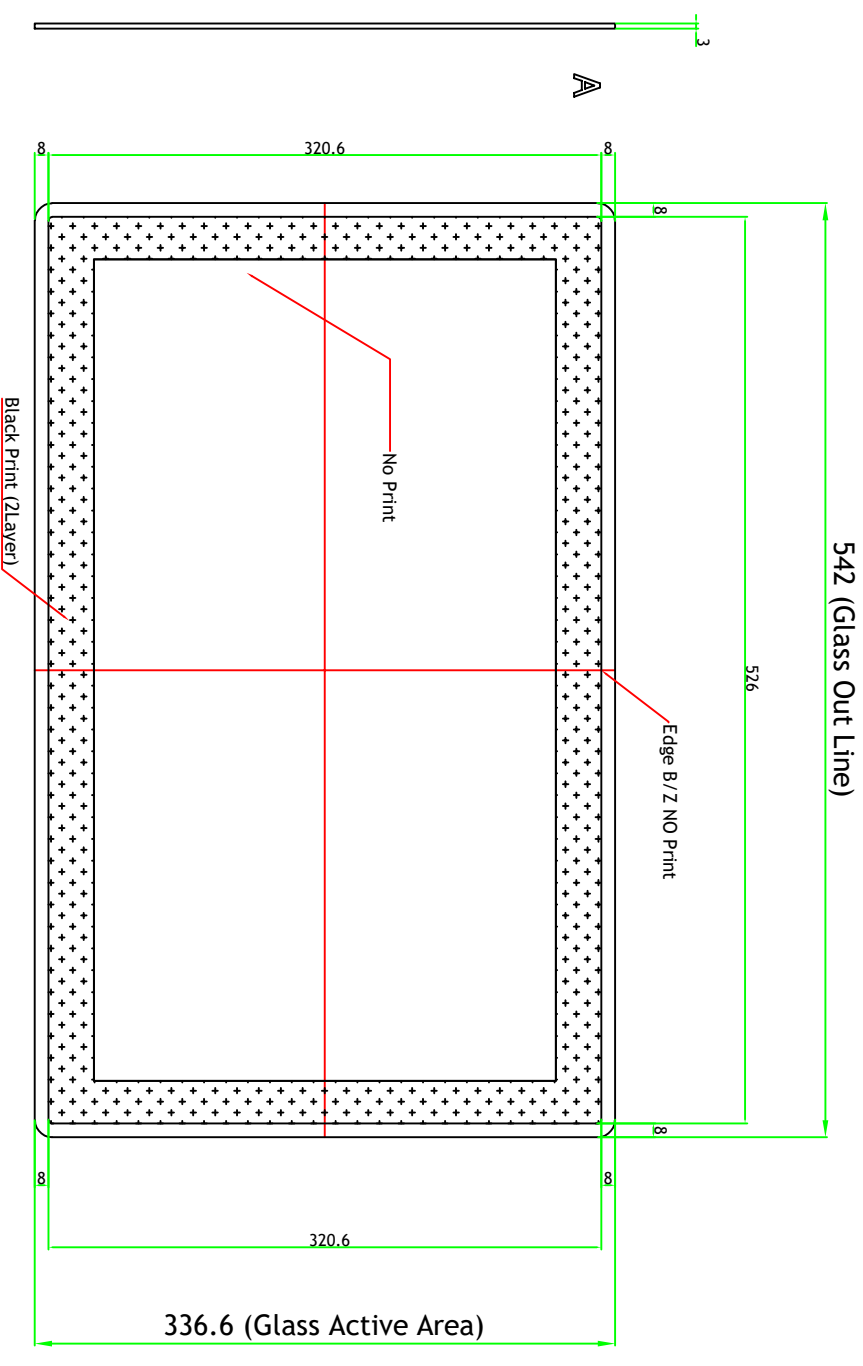 3
A
8
320.6
8
8
542 (Glass Out Line)
526
No Print
Edge B/Z NO Print
Black Print (2Layer)
8
8
8
320.6
336.6 (Glass Active Area)